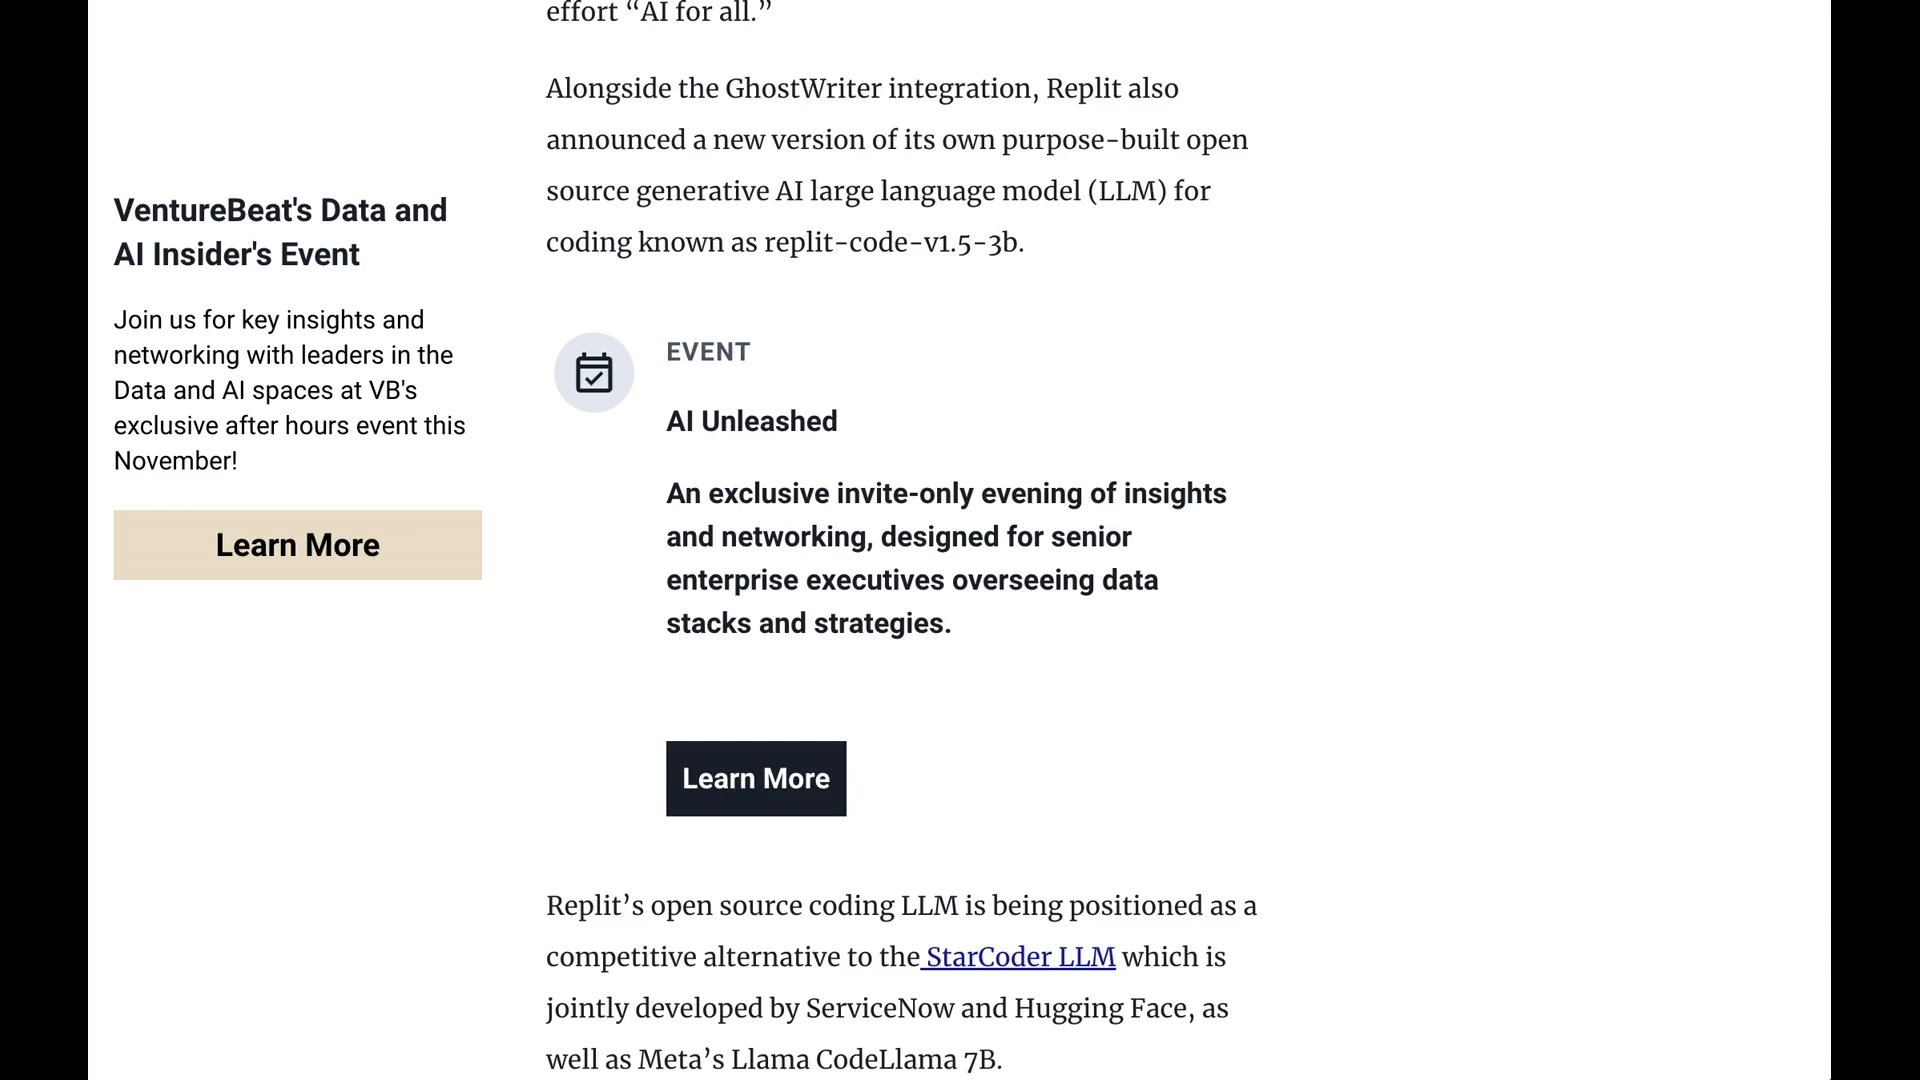 effort “AI for all.”
Alongside the GhostWriter integration, Replit also
announced a new version of its own purpose-built open
source generative AI large language model (LLM) for
coding known as replit-code-v1.5-3b.
VentureBeat's Data and
AI Insider's Event
Join us for key insights and
networking with leaders in the
Data and AI spaces at VB's
exclusive after hours event this
November!
Learn More
EVENT
AI Unleashed
An exclusive invite-only evening of insights
and networking, designed for senior
enterprise executives overseeing data
stacks and strategies.
Learn More
Replit’s open source coding LLM is being positioned as a
competitive alternative to the StarCoder LLM which is
jointly developed by ServiceNow and Hugging Face, as
well as Meta’s Llama CodeLlama 7B.